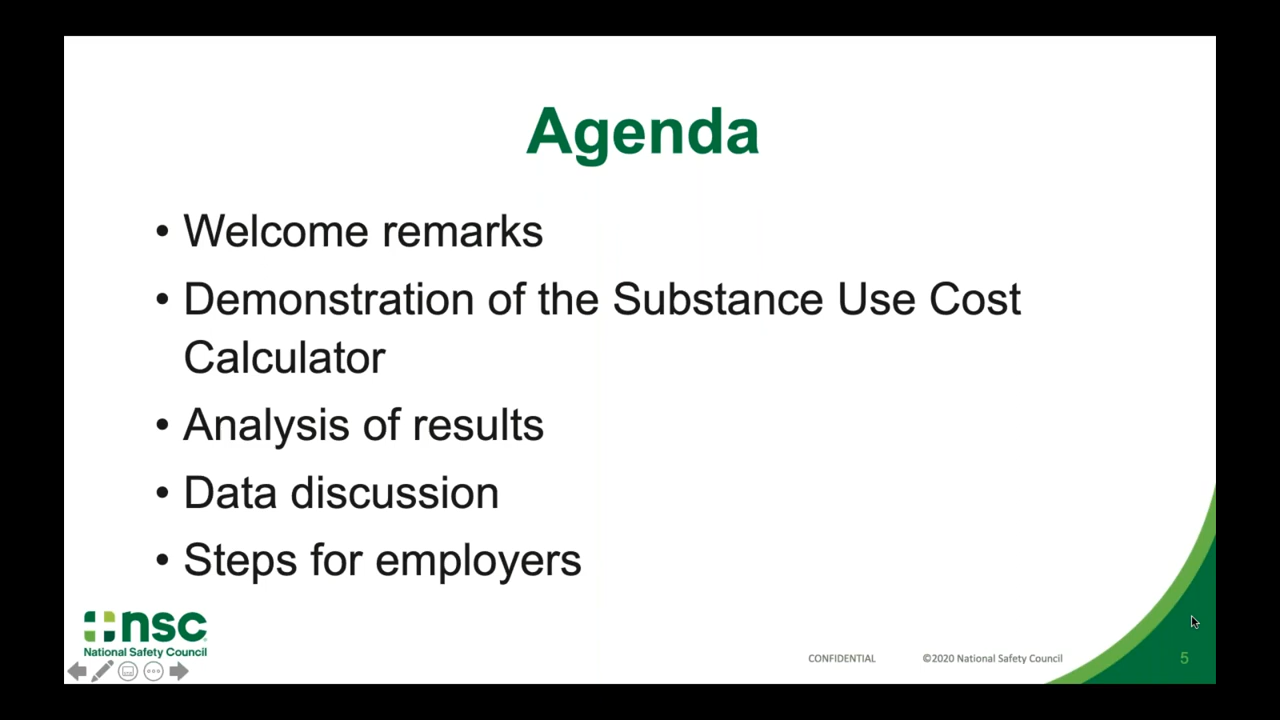 Agenda
• Welcome remarks
• Demonstration of the Substance Use Cost
Calculator
• Analysis of results
• Data discussion
• Steps for employers
nsc
National Safety Council
CONFIDENTIAL
©2020 National Safety Council
5